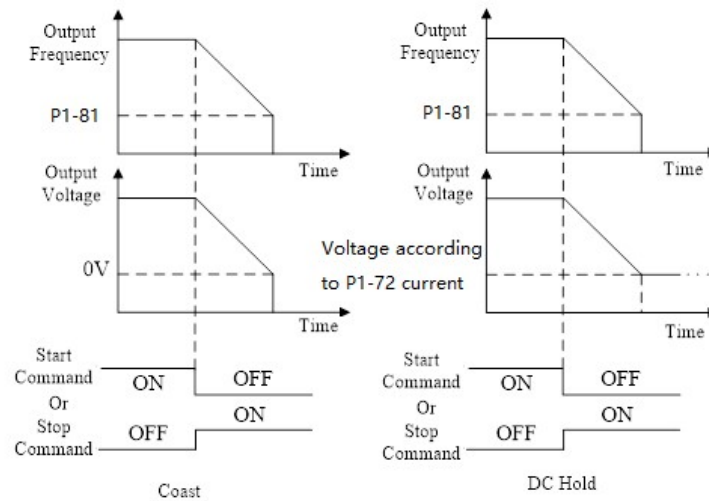 Output
Frequency
P1-81
Time
Output
Voltage
0V
Time
Start
Command
ON
OFF
Or
ON
Stop
Command
OFF
Coast
Output
Frequency
P1-81
Time
Output
Voltage
Voltage according
to P1-72 current
Time
Start
Command
ON
OFF
Or
ON
Stop
Command
OFF
DC Hold